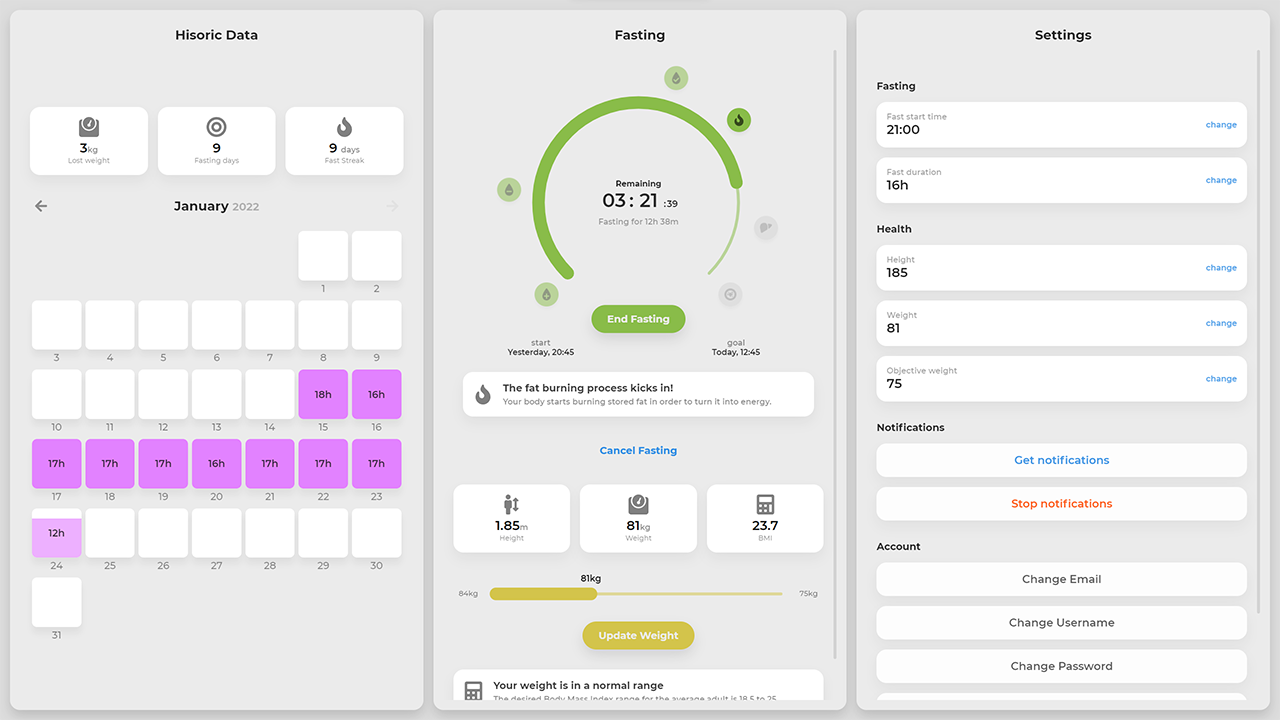 Hisoric Data
3kg
Lost weight
9
Fasting days
9 days
Fast Streak
January 2022
1 2
3 4 5 6 7 8 9
18h 16h
10 11 12 13 14 15 16
17h 17h 17h 16h 17h 17h 17h
17 18 19 20 21 22 23
12h
24 25 26 27 28 29 30
31
Fasting
Remaining
03 : 21 :39
Fasting for 12h 38m
End Fasting
start
Yesterday, 20:45
goal
Today, 12:45
The fat burning process kicks in!
Your body starts burning stored fat in order to turn it into energy.
Cancel Fasting
1.85m
Height
81kg
Weight
23.7
BMI
81kg
84kg 75kg
Update Weight
Your weight is in a normal range
The desired Body Mass Index range for the average adult is 18.5 to 25
Settings
Fasting
Fast start time
21:00
change
Fast duration
16h
change
Health
Height
185
change
Weight
81
change
Objective weight
75
change
Notifications
Get notifications
Stop notifications
Account
Change Email
Change Username
Change Password